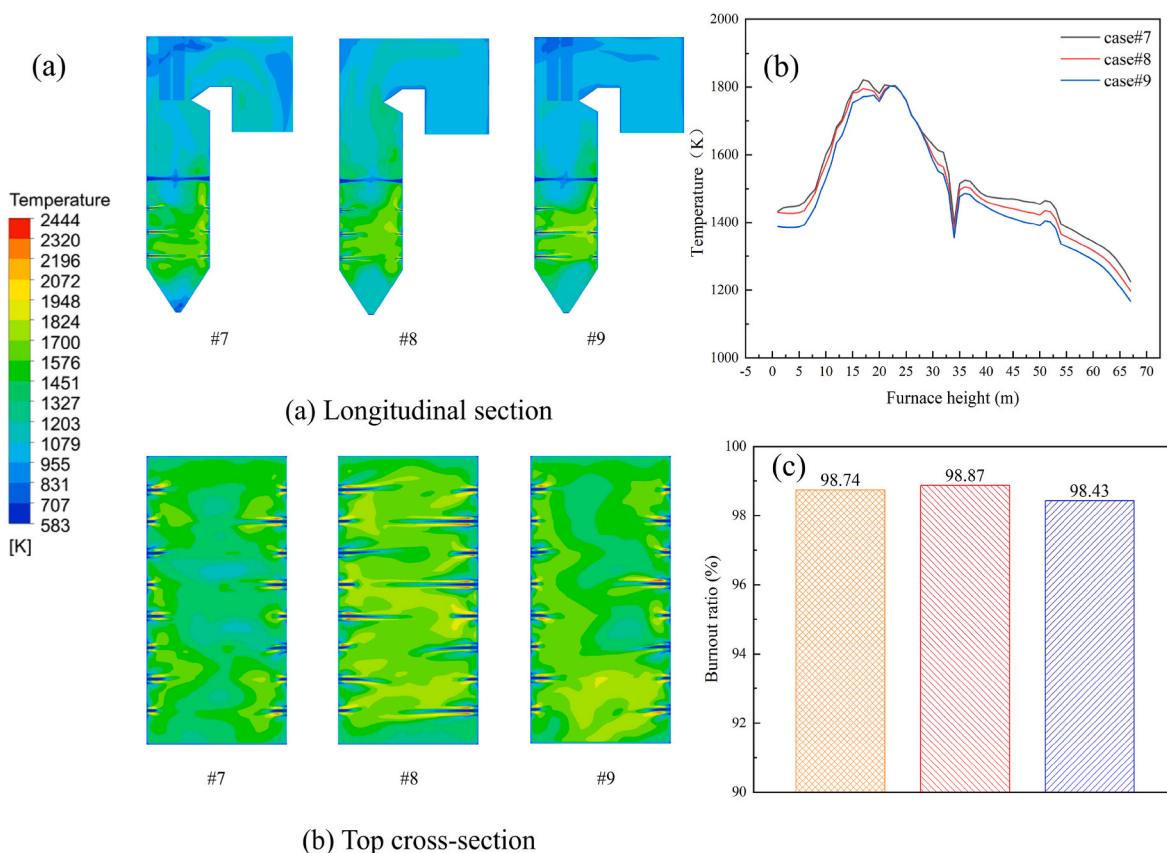 (a)
Temperature
2444
2320
2196
2072
1948
1824
1700
1576
1451
1327
1203
1079
955
831
707
583
[K]
#7
#8
#9
(a) Longitudinal section
#7
#8
#9
(b) Top cross-section
(b)
case#7
case#8
case#9
Temperature (K)
2000
1800
1600
1400
1200
1000
-5 0 5 10 15 20 25 30 35 40 45 50 55 60 65 70
Furnace height (m)
(c)
Burnout ratio (%)
100
98
96
94
92
90
98.74
98.87
98.43